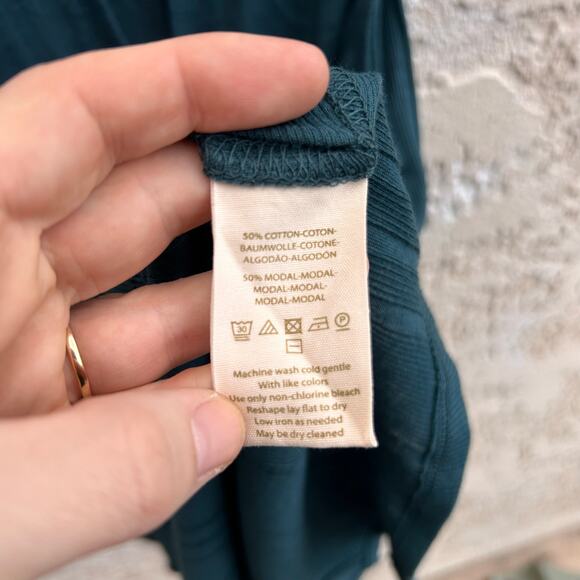 50% COTTON-COTON-
BAUMWOLLE-COTONE-
ALGODÃO-ALGODÓN
50% MODAL-MODAL-
MODAL-MODAL-
MODAL-MODAL
30
P
Machine wash cold gentle
With like colors
Use only non-chlorine bleach
Reshape lay flat to dry
Low iron as needed
May be dry cleaned